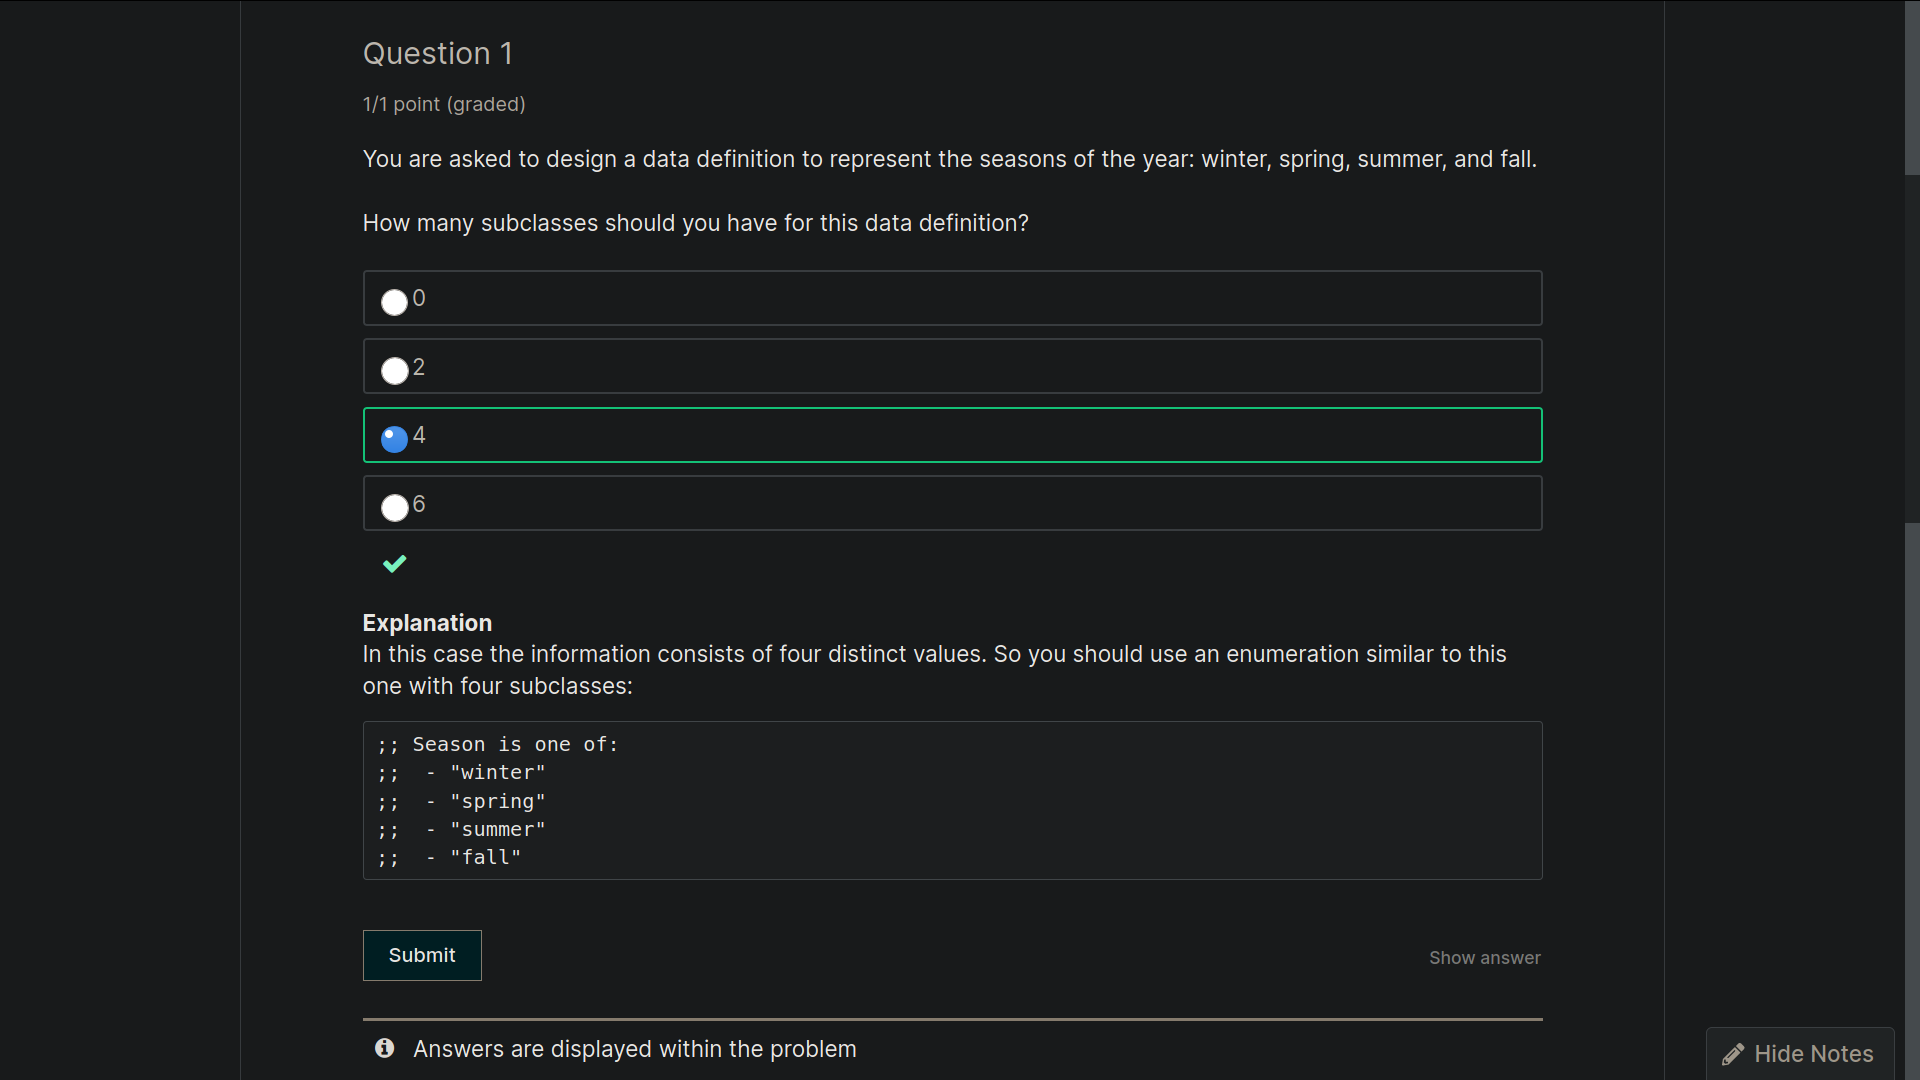 Question 1
1/1 point (graded)
You are asked to design a data definition to represent the seasons of the year: winter, spring, summer, and fall.
How many subclasses should you have for this data definition?
0
2
4
6
Explanation
In this case the information consists of four distinct values. So you should use an enumeration similar to this
one with four subclasses:
;; Season is one of:
;;  - "winter"
;;  - "spring"
;;  - "summer"
;;  - "fall"
Submit
Show answer
Answers are displayed within the problem
Hide Notes